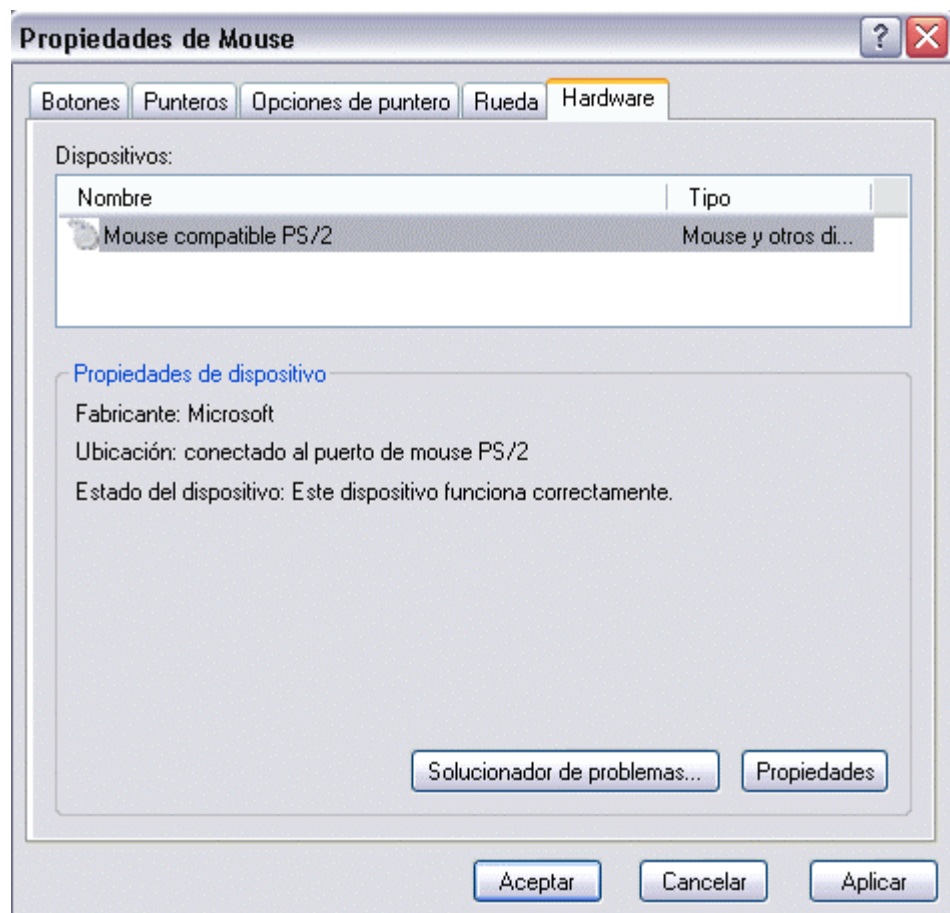 Propiedades de Mouse
?
Botones Punteros Opciones de puntero Rueda Hardware
Dispositivos:
Nombre Tipo
Mouse compatible PS/2 Mouse y otros di...
Propiedades de dispositivo
Fabricante: Microsoft
Ubicación: conectado al puerto de mouse PS/2
Estado del dispositivo: Este dispositivo funciona correctamente.
Solucionador de problemas... Propiedades
Aceptar Cancelar Aplicar